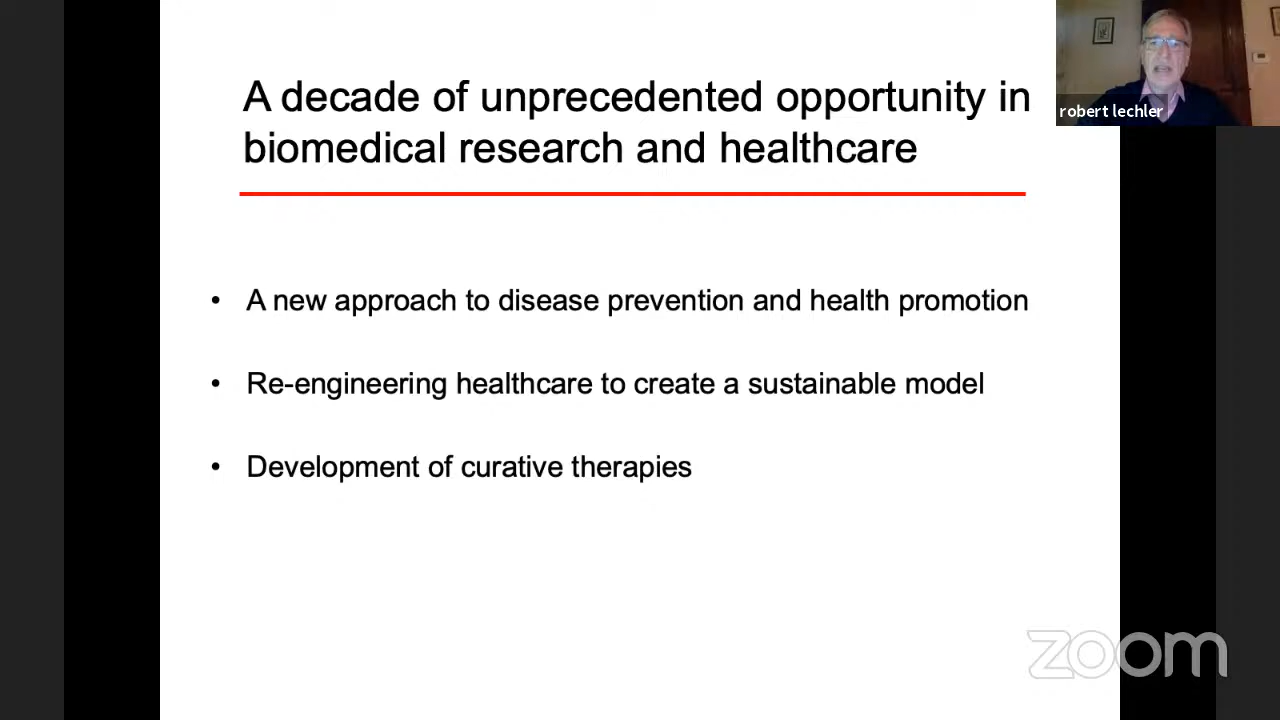 A decade of unprecedented opportunity in
biomedical research and healthcare
robert lechler
• A new approach to disease prevention and health promotion
• Re-engineering healthcare to create a sustainable model
• Development of curative therapies
zoom